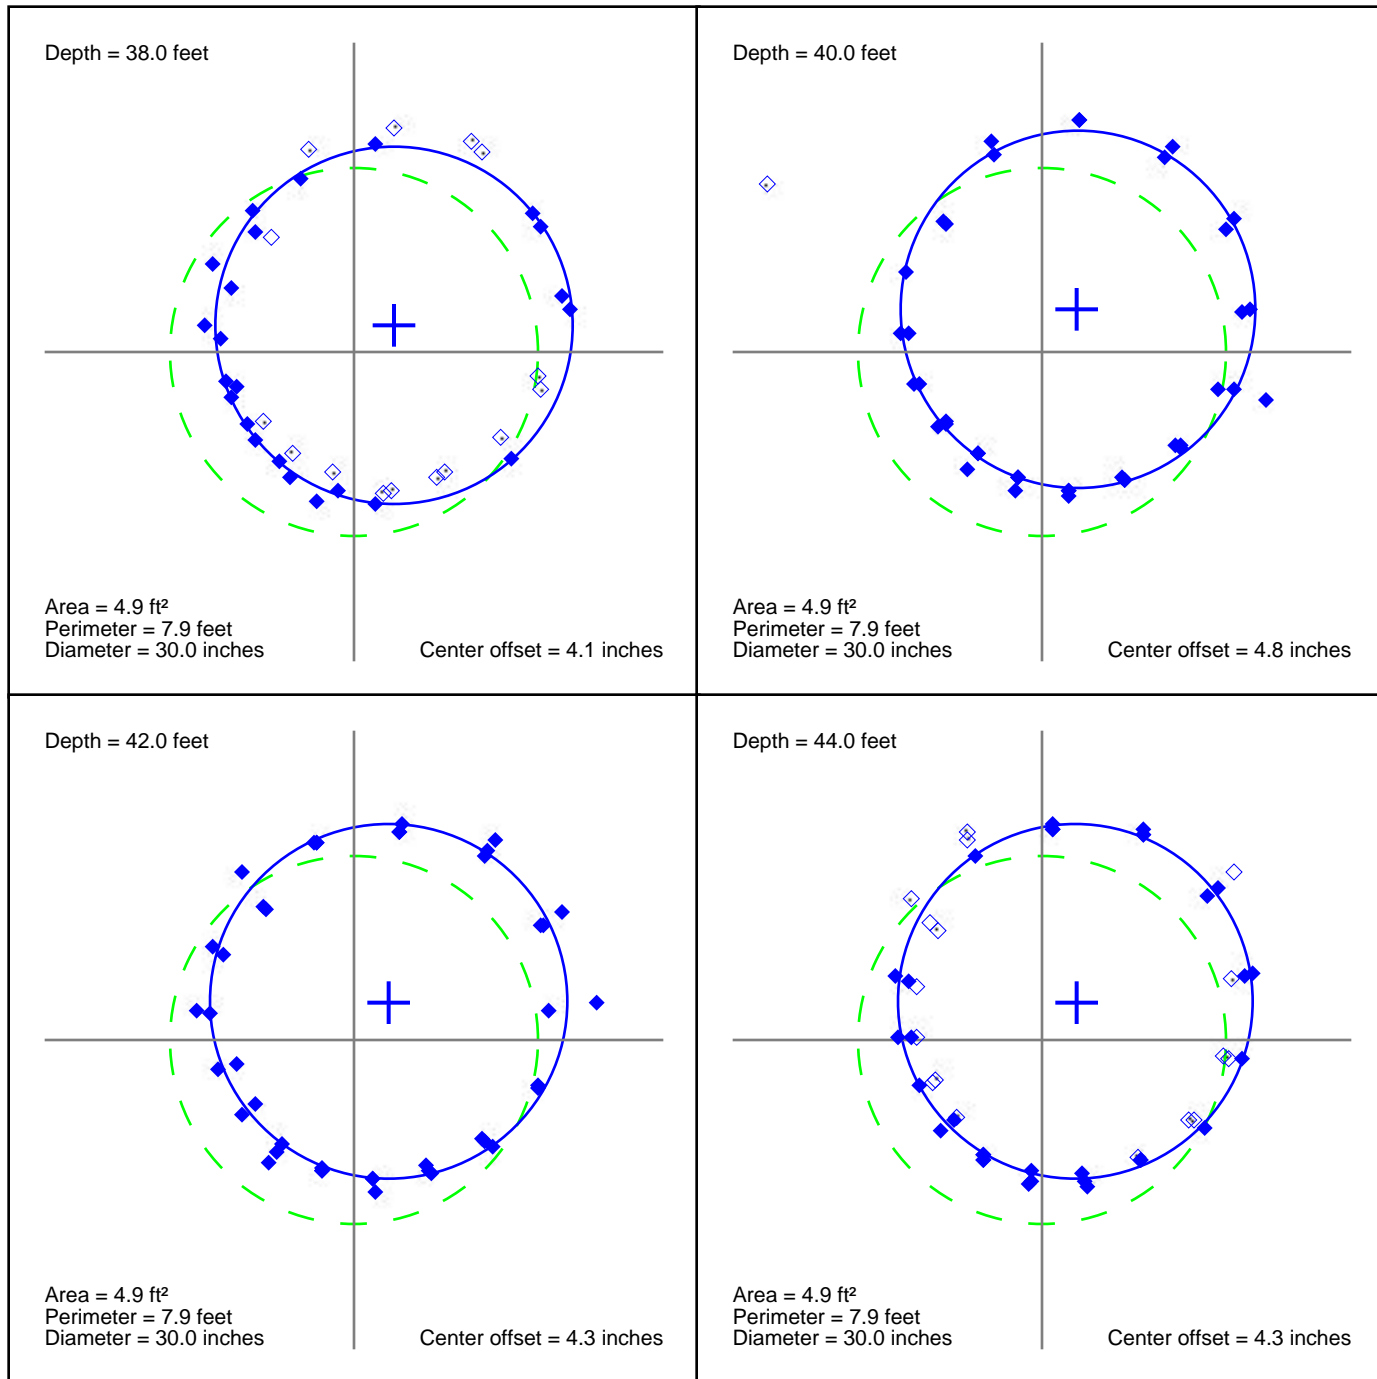 Depth = 38.0 feet
Area = 4.9 ft²
Perimeter = 7.9 feet
Diameter = 30.0 inches
Center offset = 4.1 inches
Depth = 40.0 feet
Area = 4.9 ft²
Perimeter = 7.9 feet
Diameter = 30.0 inches
Center offset = 4.8 inches
Depth = 42.0 feet
Area = 4.9 ft²
Perimeter = 7.9 feet
Diameter = 30.0 inches
Center offset = 4.3 inches
Depth = 44.0 feet
Area = 4.9 ft²
Perimeter = 7.9 feet
Diameter = 30.0 inches
Center offset = 4.3 inches